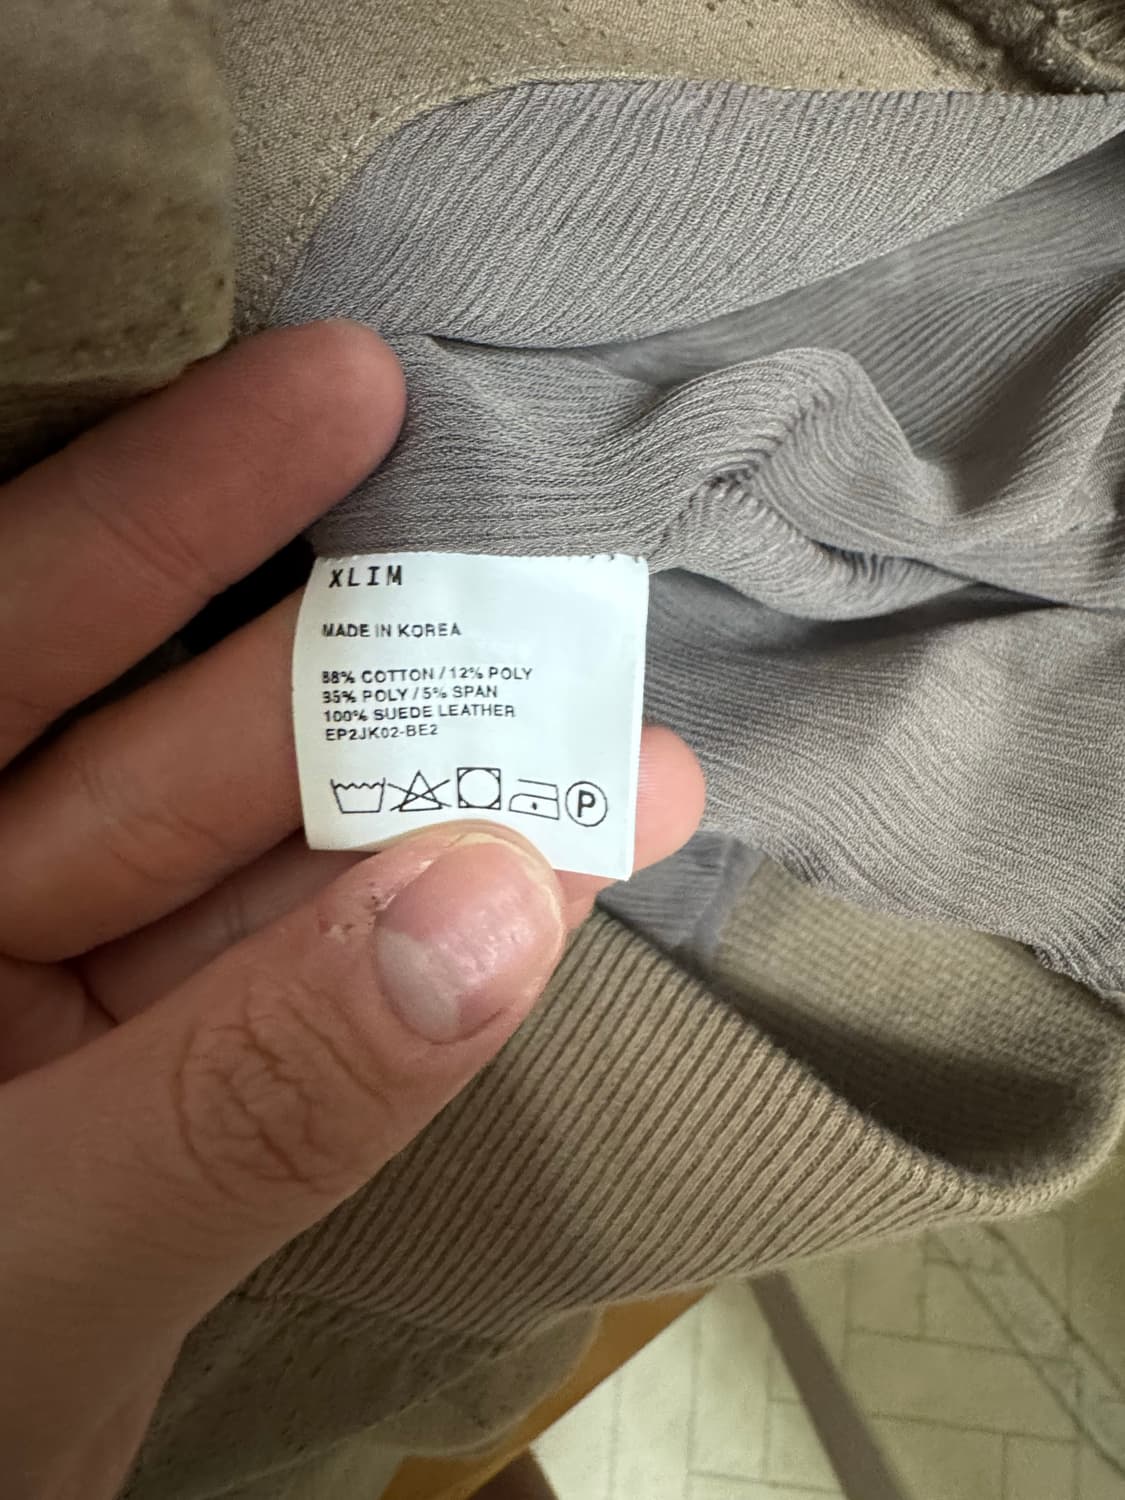 XLIM
MADE IN KOREA
88% COTTON / 12% POLY
95% POLY / 5% SPAN
100% SUEDE LEATHER
EP2JK02-BE2
P